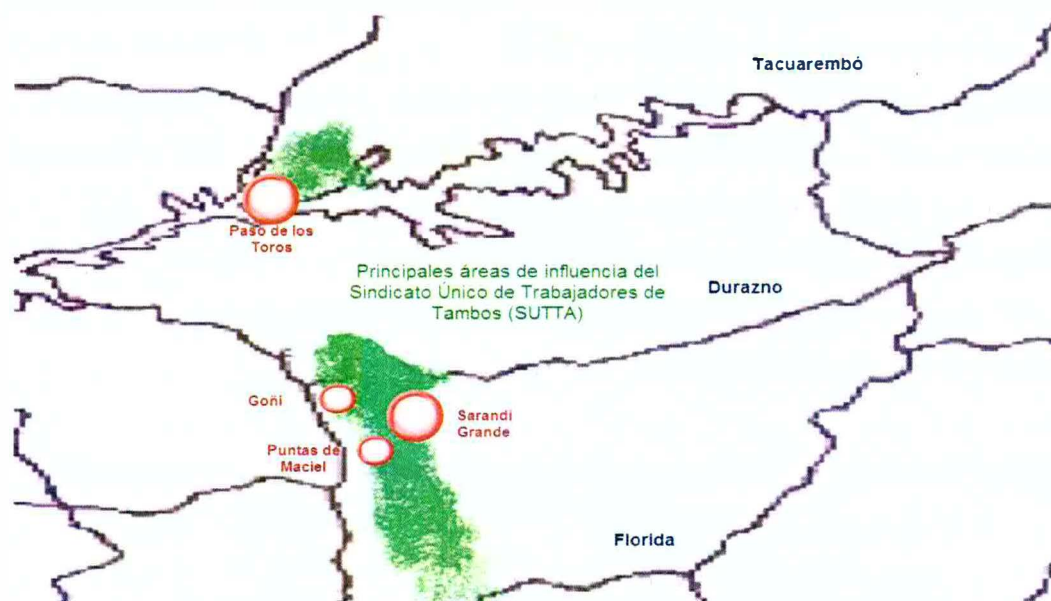 Tacuarembó
Paso de los
Toros
Principales áreas de influencia del
Sindicato Único de Trabajadores de
Tambos (SUTTA)
Durazno
Goñi
Sarandi
Grande
Puntas de
Maciel
Florida